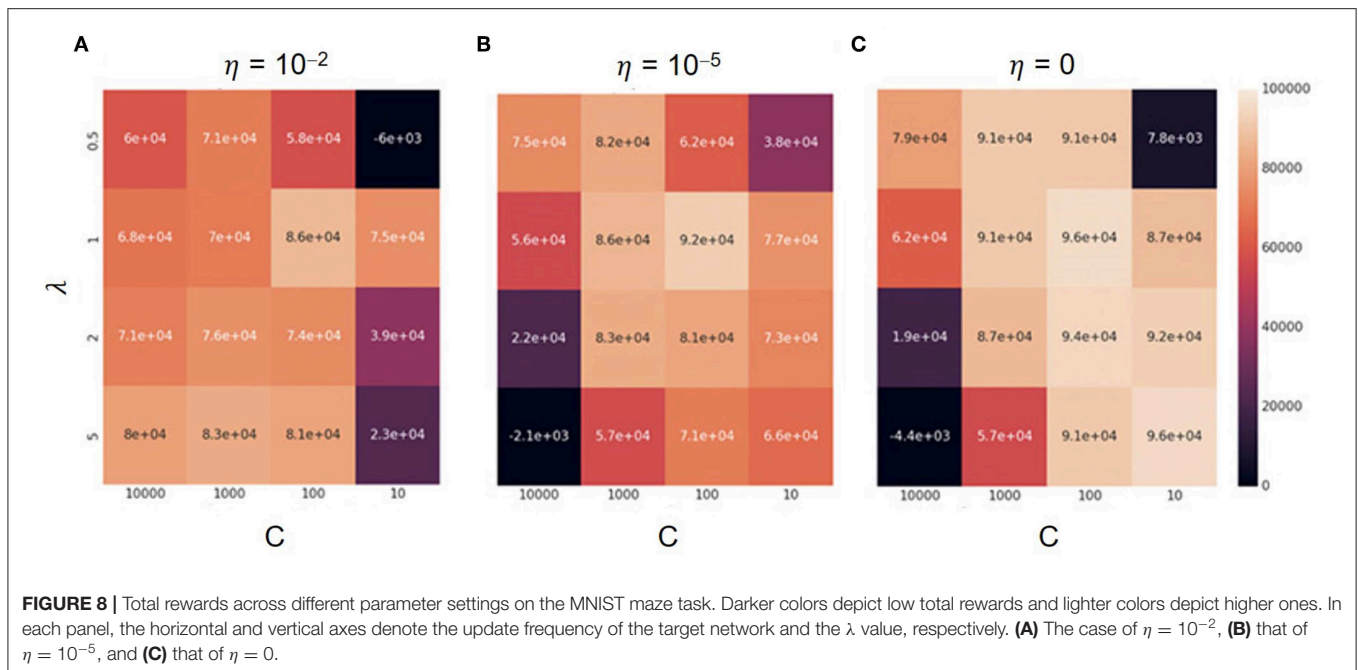 A B C
η = 10⁻² η = 10⁻⁵ η = 0
0.5 6e+04 7.1e+04 5.8e+04 -6e+03 7.5e+04 8.2e+04 6.2e+04 3.8e+04 7.9e+04 9.1e+04 9.1e+04 7.8e+03 100000
80000
1 6.8e+04 7e+04 8.6e+04 7.5e+04 5.6e+04 8.6e+04 9.2e+04 7.7e+04 6.2e+04 9.1e+04 9.6e+04 8.7e+04
60000
λ
40000
2 7.1e+04 7.6e+04 7.4e+04 3.9e+04 2.2e+04 8.3e+04 8.1e+04 7.3e+04 1.9e+04 8.7e+04 9.4e+04 9.2e+04
20000
5 8e+04 8.3e+04 8.1e+04 2.3e+04 -2.1e+03 5.7e+04 7.1e+04 6.6e+04 -4.4e+03 5.7e+04 9.1e+04 9.6e+04
0
10000 1000 100 10 10000 1000 100 10 10000 1000 100 10
C C C
FIGURE 8 | Total rewards across different parameter settings on the MNIST maze task. Darker colors depict low total rewards and lighter colors depict higher ones. In
each panel, the horizontal and vertical axes denote the update frequency of the target network and the λ value, respectively. (A) The case of η = 10⁻², (B) that of
η = 10⁻⁵, and (C) that of η = 0.